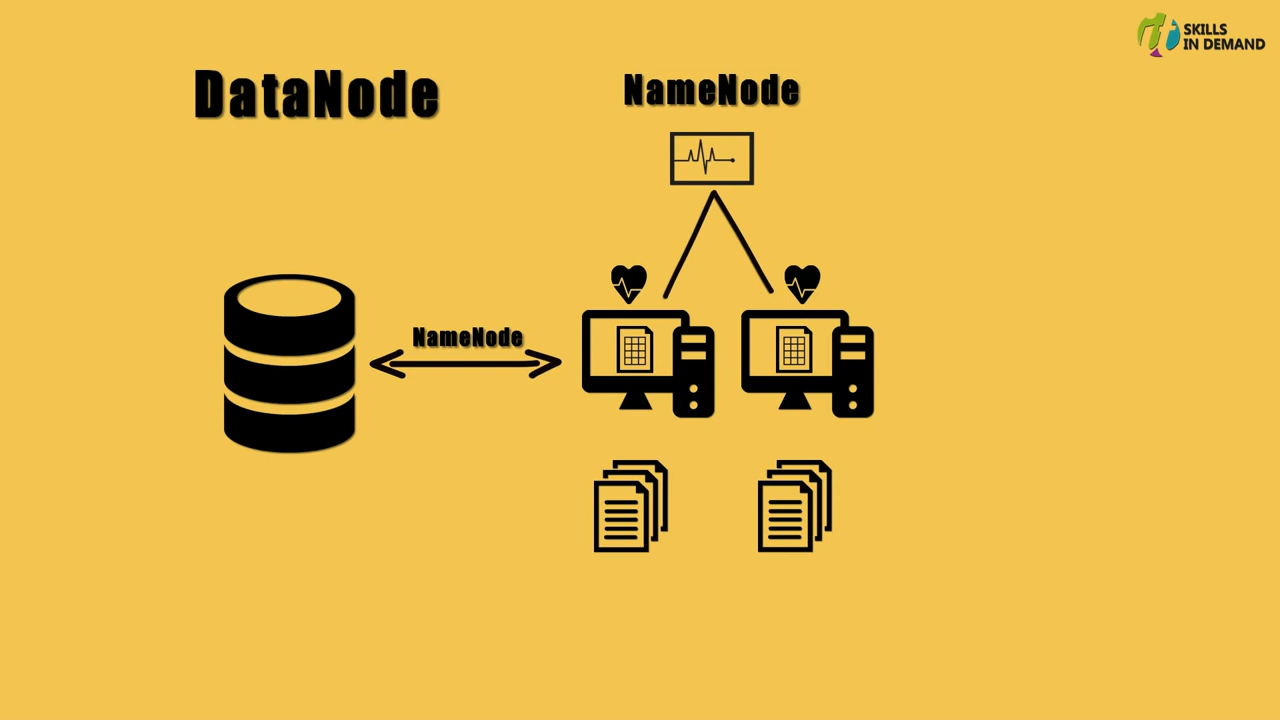 SKILLS
IN DEMAND
DataNode
NameNode
NameNode